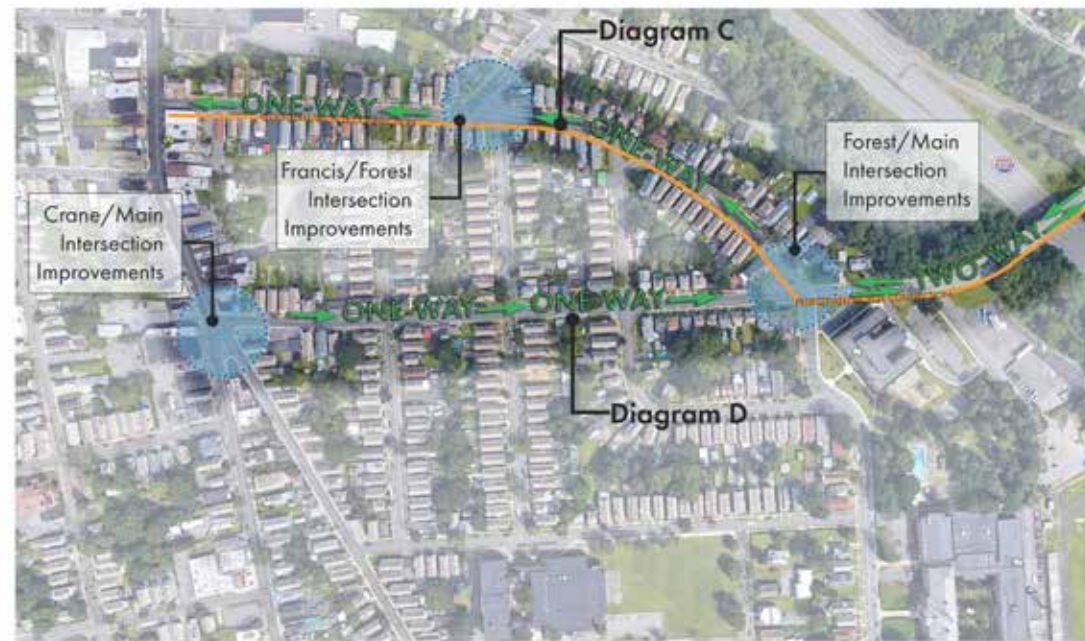 Diagram C
ONE-WAY
ONE-WAY
Forest/Main
Intersection
Improvements
Francis/Forest
Intersection
Improvements
Crane/Main
Intersection
Improvements
TWO-WAY
ONE-WAY
ONE-WAY
Diagram D